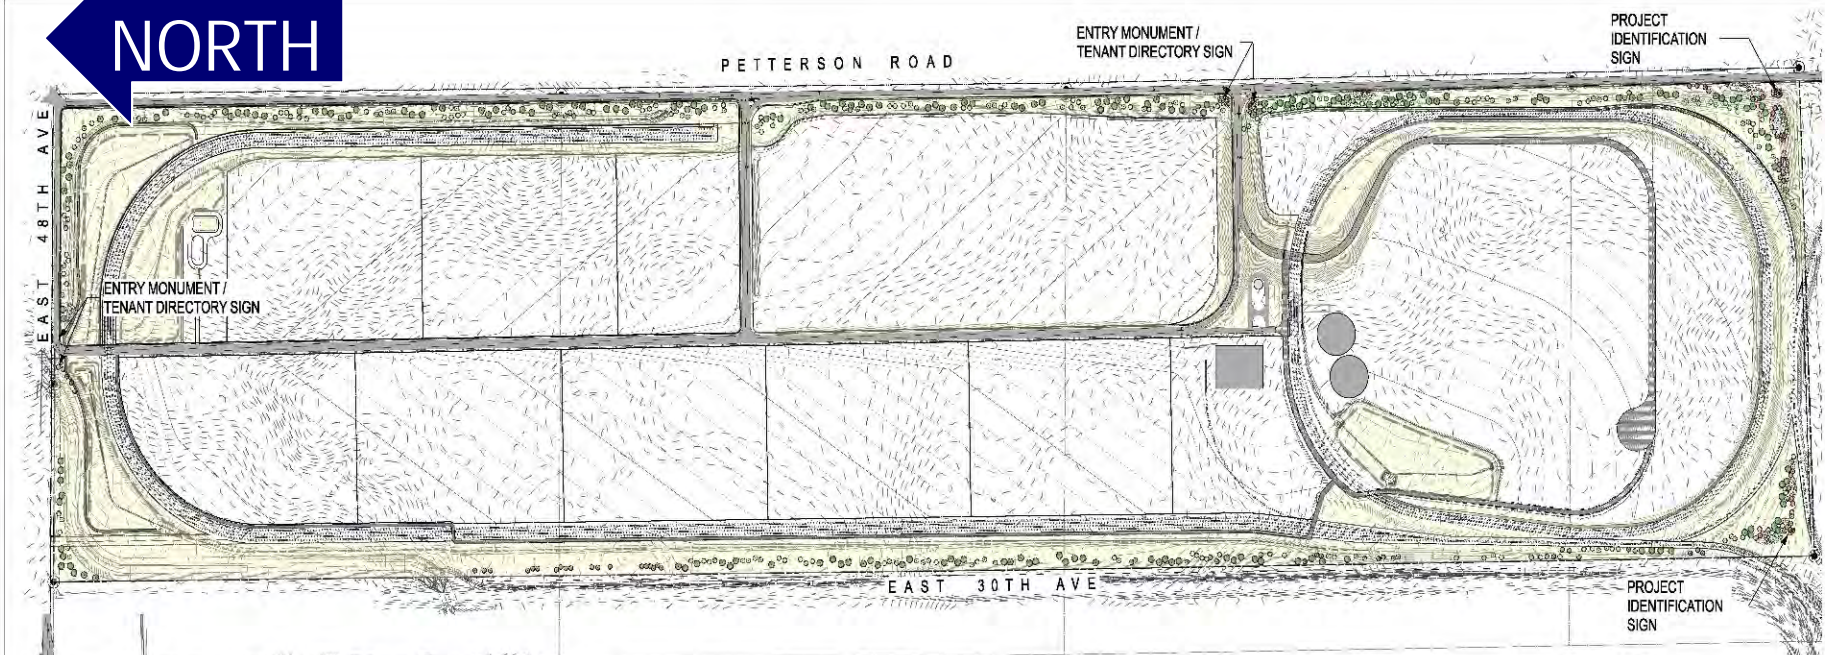 NORTH
PETTERSON ROAD
ENTRY MONUMENT /
TENANT DIRECTORY SIGN
PROJECT
IDENTIFICATION
SIGN
EAST 48TH AVE
ENTRY MONUMENT /
TENANT DIRECTORY SIGN
EAST 30TH AVE
PROJECT
IDENTIFICATION
SIGN